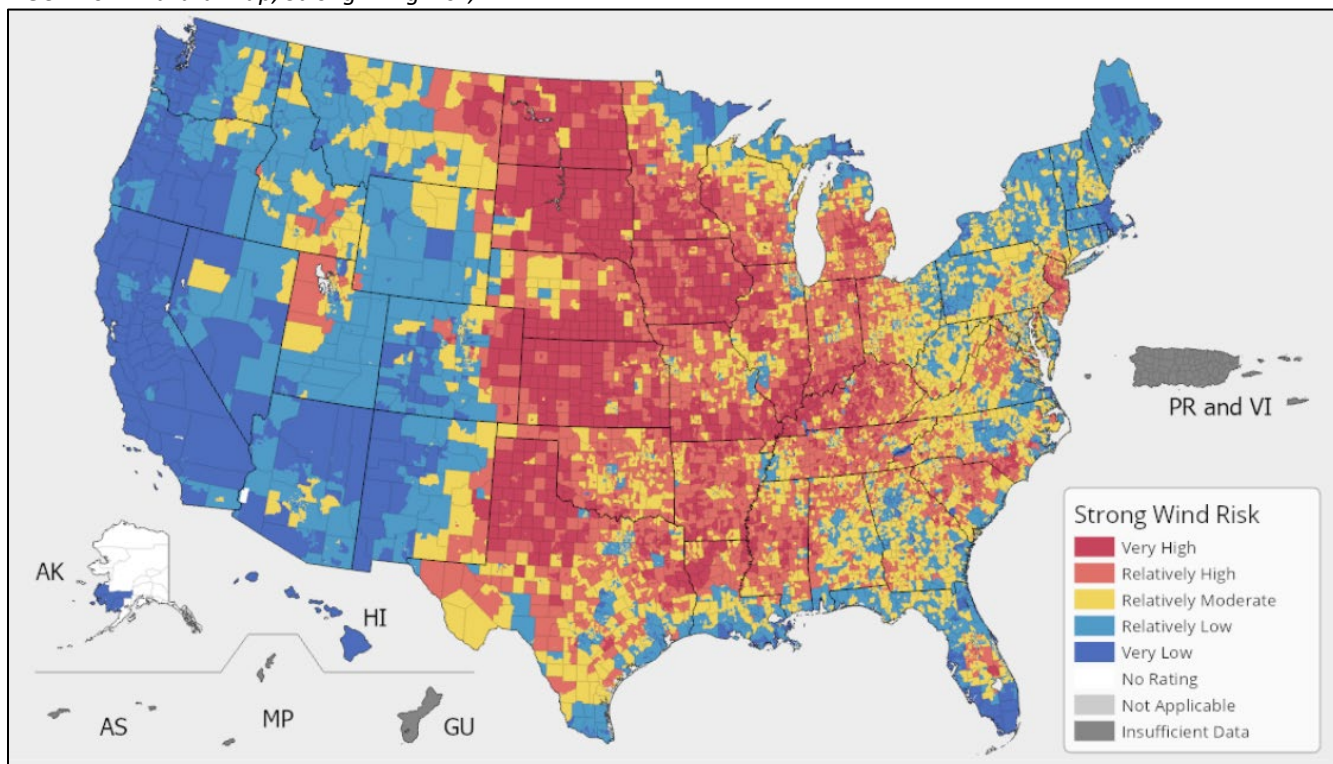 AK
HI
AS
MP
GU
PR and VI
Strong Wind Risk
Very High
Relatively High
Relatively Moderate
Relatively Low
Very Low
No Rating
Not Applicable
Insufficient Data